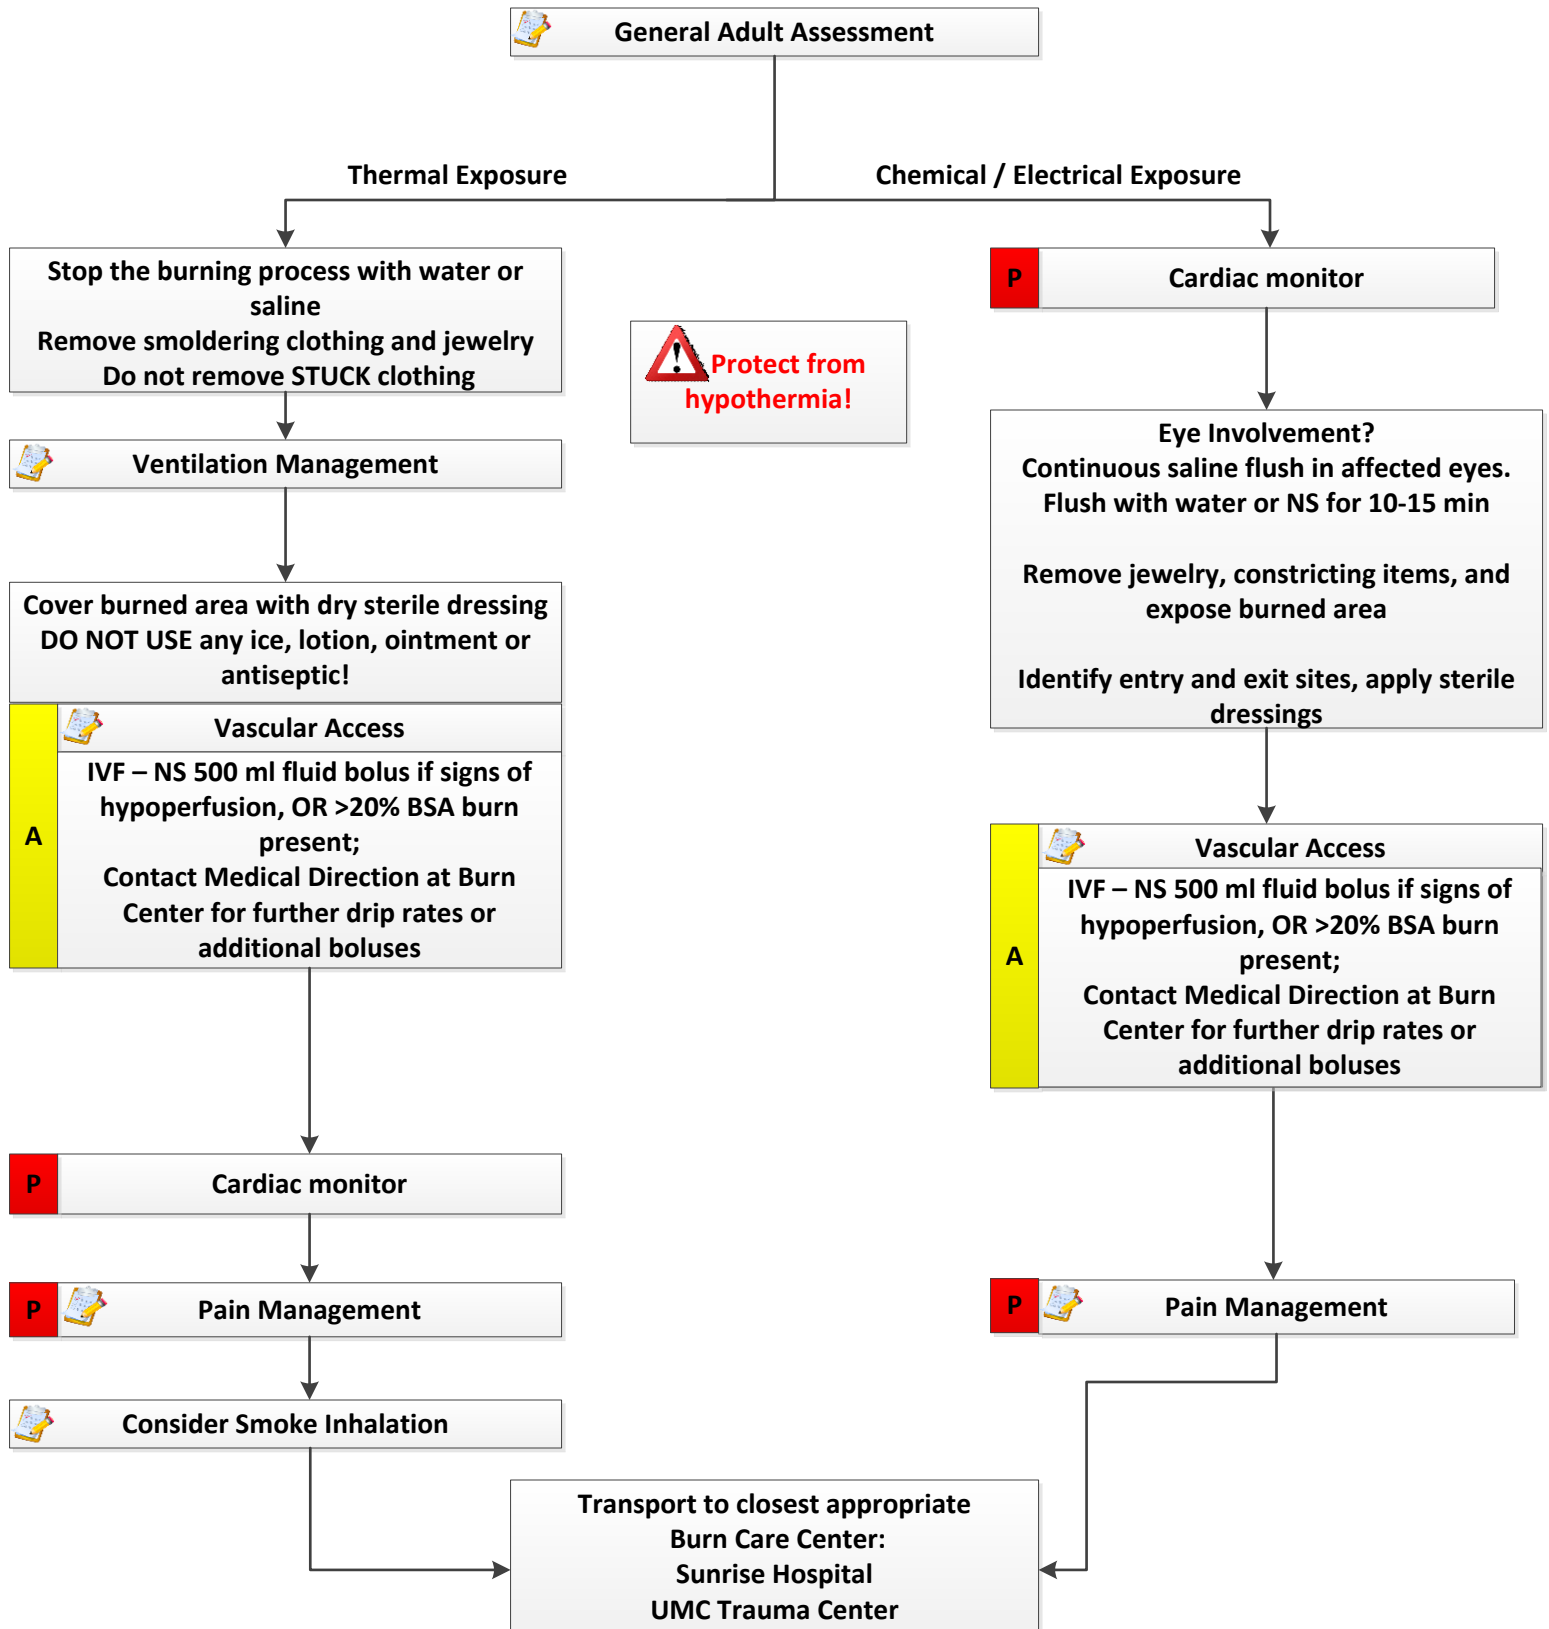 General Adult Assessment
Thermal Exposure
Chemical / Electrical Exposure
Stop the burning process with water or
saline
Remove smoldering clothing and jewelry
Do not remove STUCK clothing
P
Cardiac monitor
Protect from
hypothermia!
Ventilation Management
Eye Involvement?
Continuous saline flush in affected eyes.
Flush with water or NS for 10-15 min
Remove jewelry, constricting items, and
expose burned area
Identify entry and exit sites, apply sterile
dressings
Cover burned area with dry sterile dressing
DO NOT USE any ice, lotion, ointment or
antiseptic!
A
Vascular Access
IVF – NS 500 ml fluid bolus if signs of
hypoperfusion, OR >20% BSA burn
present;
Contact Medical Direction at Burn
Center for further drip rates or
additional boluses
A
Vascular Access
IVF – NS 500 ml fluid bolus if signs of
hypoperfusion, OR >20% BSA burn
present;
Contact Medical Direction at Burn
Center for further drip rates or
additional boluses
P
Cardiac monitor
P
Pain Management
P
Pain Management
Consider Smoke Inhalation
Transport to closest appropriate
Burn Care Center:
Sunrise Hospital
UMC Trauma Center